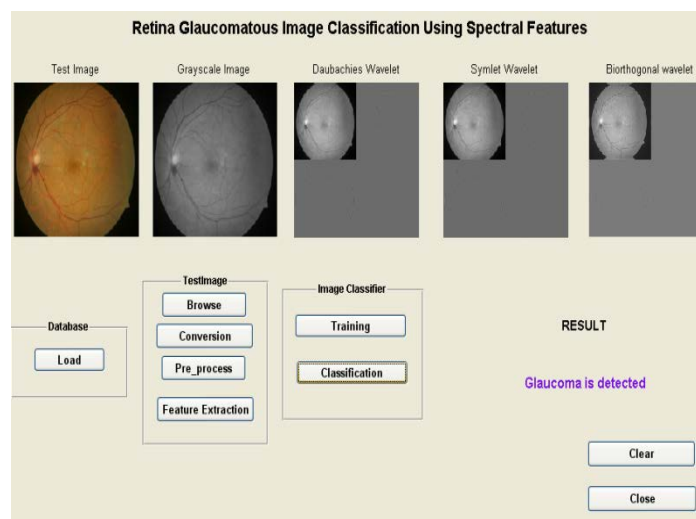 Retina Glaucomatous Image Classification Using Spectral Features
Test Image
Grayscale Image
Daubachies Wavelet
Symlet Wavelet
Biorthogonal wavelet
TestImage
Browse
Conversion
Pre_process
Feature Extraction
Database
Load
Image Classifier
Training
Classification
RESULT
Glaucoma is detected
Clear
Close